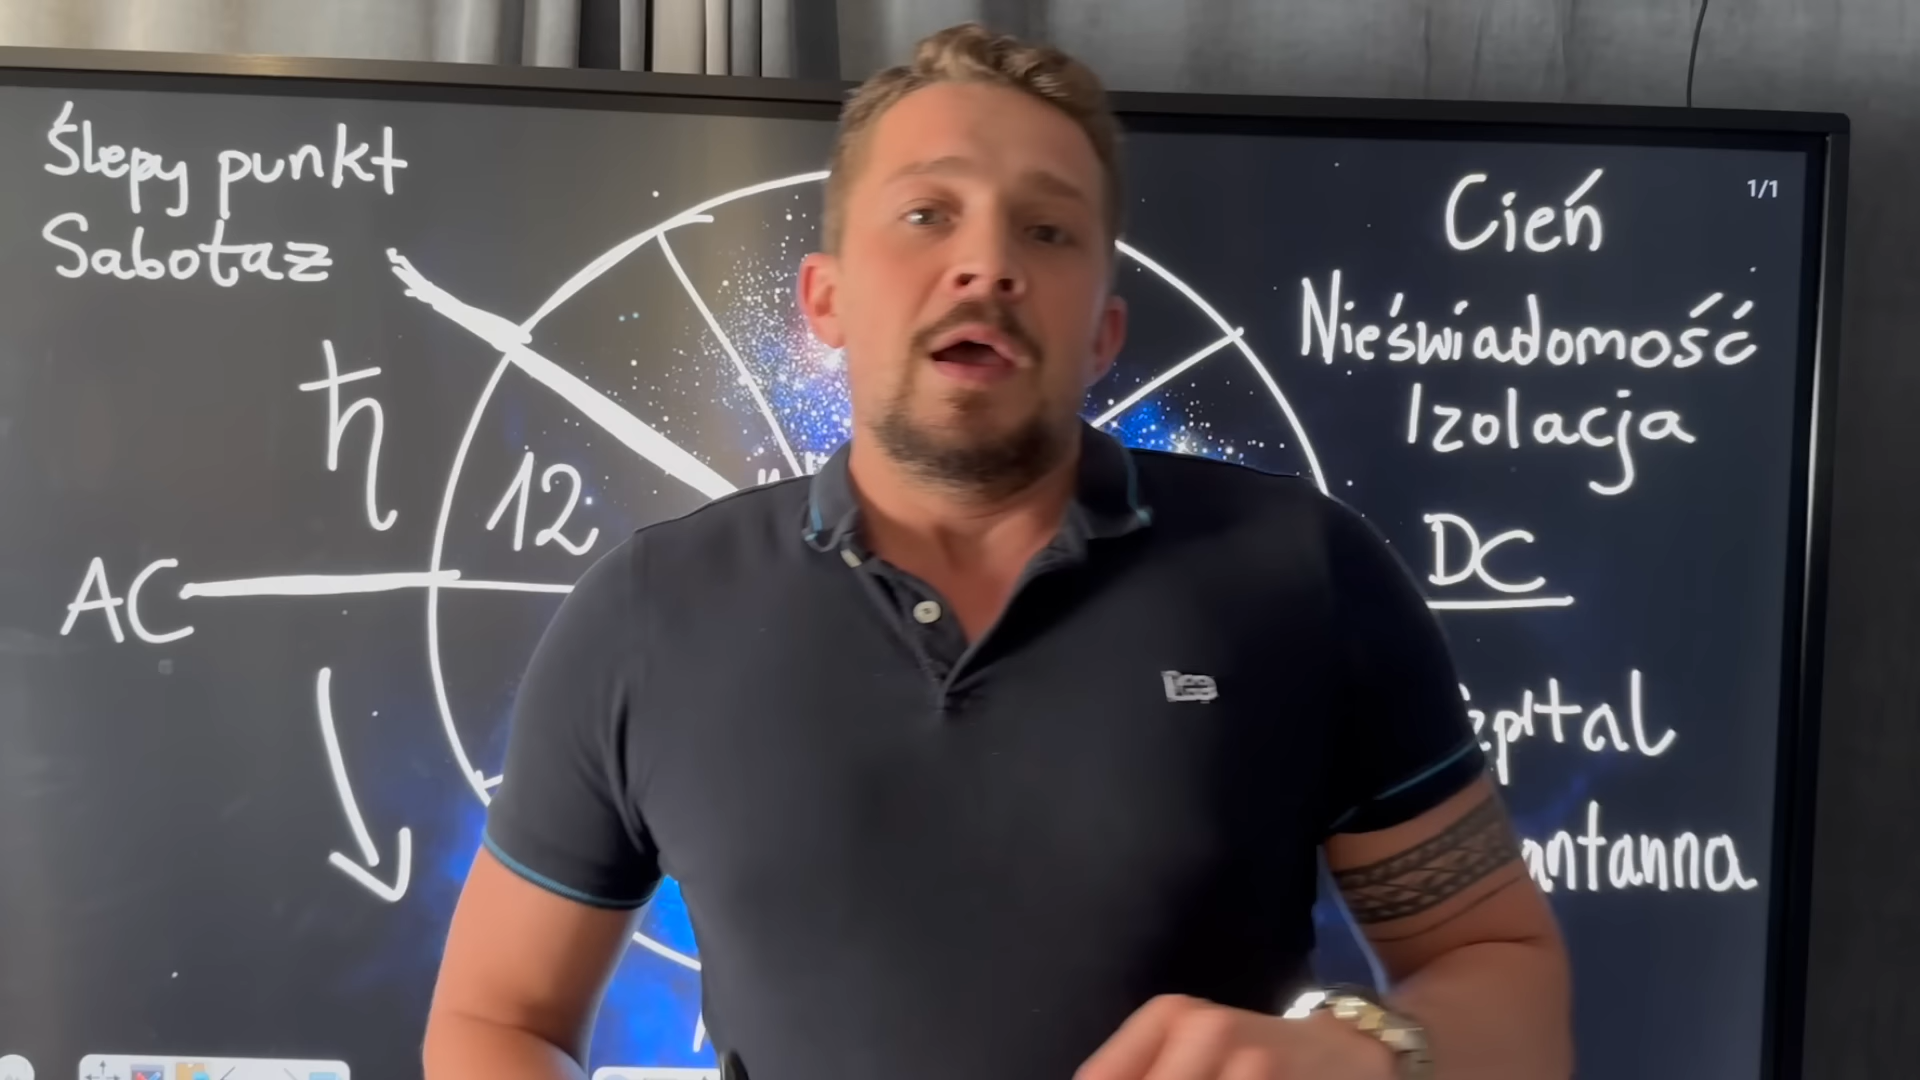 Ślepy punkt
Sabotaz
12
AC
Cień
1/1
Nieświadomość
Izolacja
DC
Lee